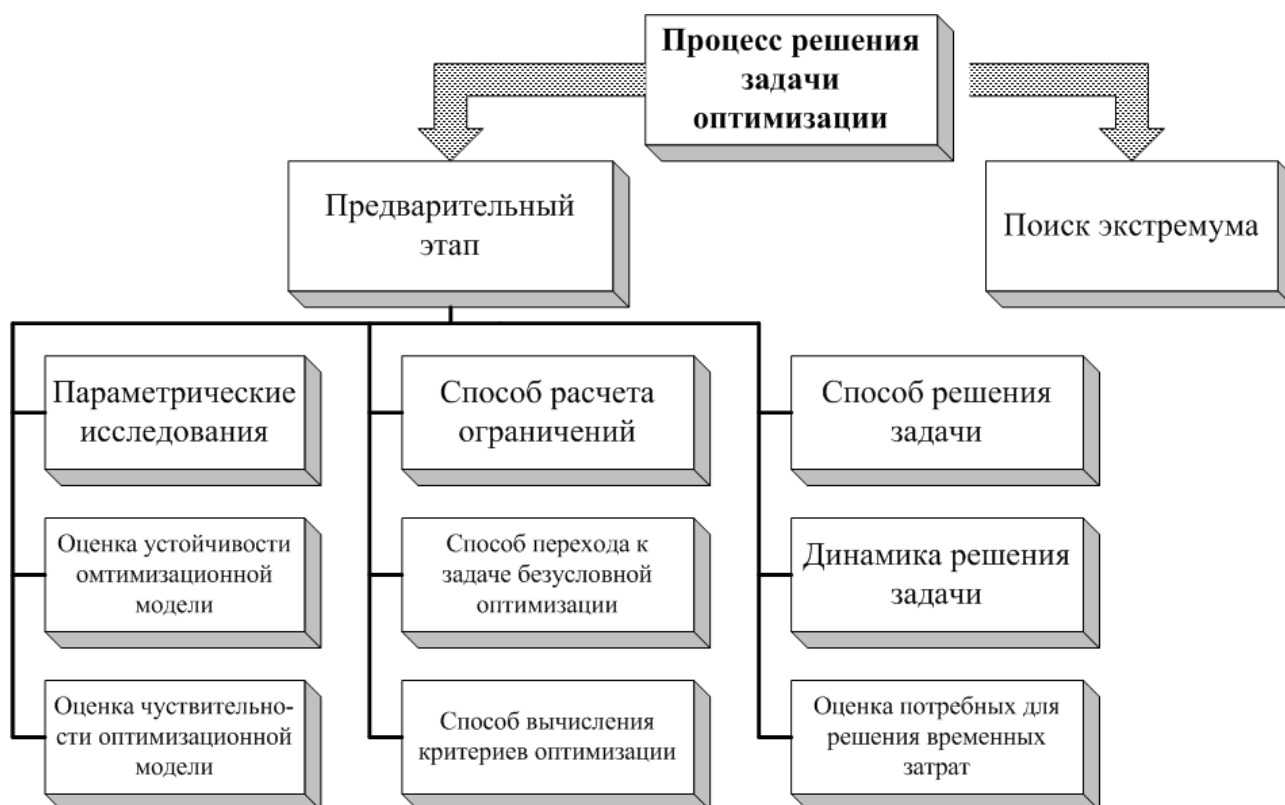 Процесс решения
задачи
оптимизации
Предварительный
этап
Поиск экстремума
Параметрические
исследования
Способ расчета
ограничений
Способ решения
задачи
Оценка устойчивости
омтимизационной
модели
Способ перехода к
задаче безусловной
оптимизации
Динамика решения
задачи
Оценка чуствительно-
сти оптимизационной
модели
Способ вычисления
критериев оптимизации
Оценка потребных для
решения временных
затрат